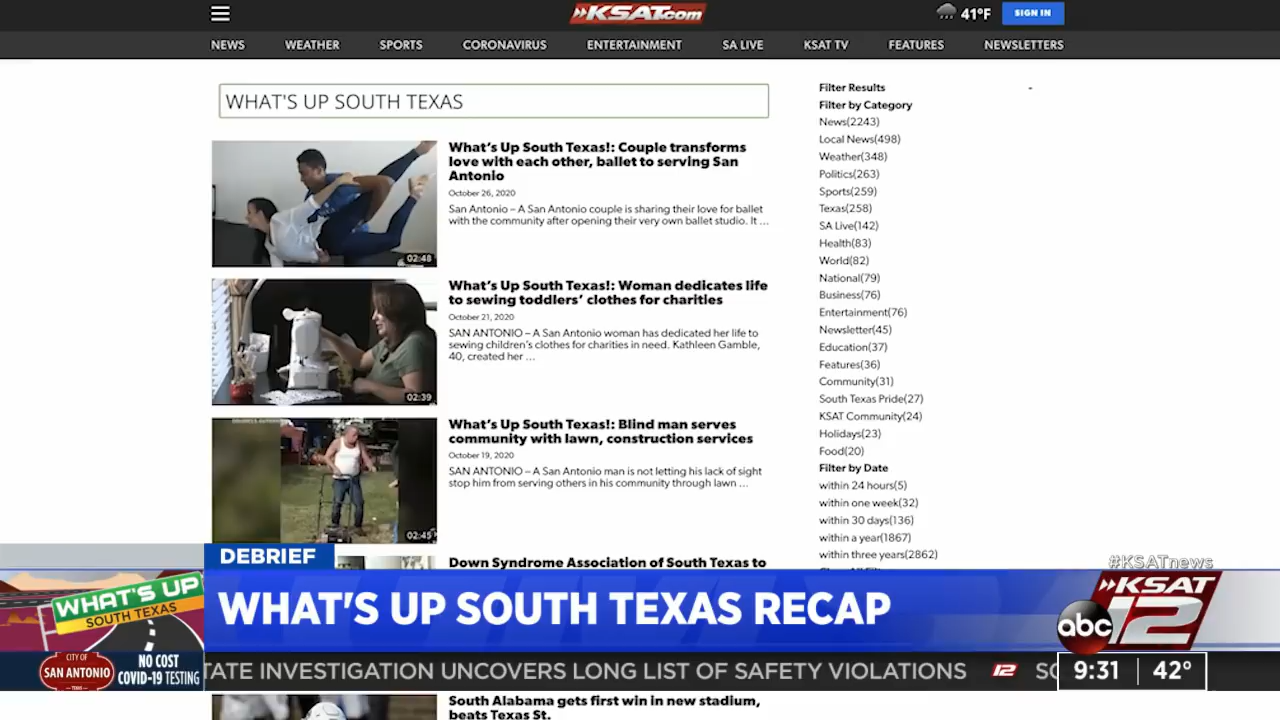 KSAT.com
41°F
SIGN IN
NEWS
WEATHER
SPORTS
CORONAVIRUS
ENTERTAINMENT
SA LIVE
KSAT TV
FEATURES
NEWSLETTERS
WHAT'S UP SOUTH TEXAS
What's Up South Texas!: Couple transforms
love with each other, ballet to serving San
Antonio
October 26, 2020
San Antonio – A San Antonio couple is sharing their love for ballet
with the community after opening their very own ballet studio. It ...
02:48
What's Up South Texas!: Woman dedicates life
to sewing toddlers' clothes for charities
October 21, 2020
SAN ANTONIO – A San Antonio woman has dedicated her life to
sewing children's clothes for charities in need. Kathleen Gamble,
40, created her ...
02:39
What's Up South Texas!: Blind man serves
community with lawn, construction services
October 19, 2020
SAN ANTONIO – A San Antonio man is not letting his lack of sight
stop him from serving others in his community through lawn ...
02:45
Down Syndrome Association of South Texas to
South Alabama gets first win in new stadium,
beats Texas St.
Filter Results
-
Filter by Category
News(2243)
Local News(498)
Weather(348)
Politics(263)
Sports(259)
Texas(258)
SA Live(142)
Health(83)
World(82)
National(79)
Business(76)
Entertainment(76)
Newsletter(45)
Education(37)
Features(36)
Community(31)
South Texas Pride(27)
KSAT Community(24)
Holidays(23)
Food(20)
Filter by Date
within 24 hours(5)
within one week(32)
within 30 days(136)
within a year(1867)
within three years(2862)
#KSATnews
DEBRIEF
WHAT'S UP SOUTH TEXAS RECAP
WHAT'S UP
SOUTH TEXAS
abc
KSAT
12
CITY OF
SAN ANTONIO
TEXAS
NO COST
COVID-19 TESTING
TATE INVESTIGATION UNCOVERS LONG LIST OF SAFETY VIOLATIONS 12 SC
9:31
42°